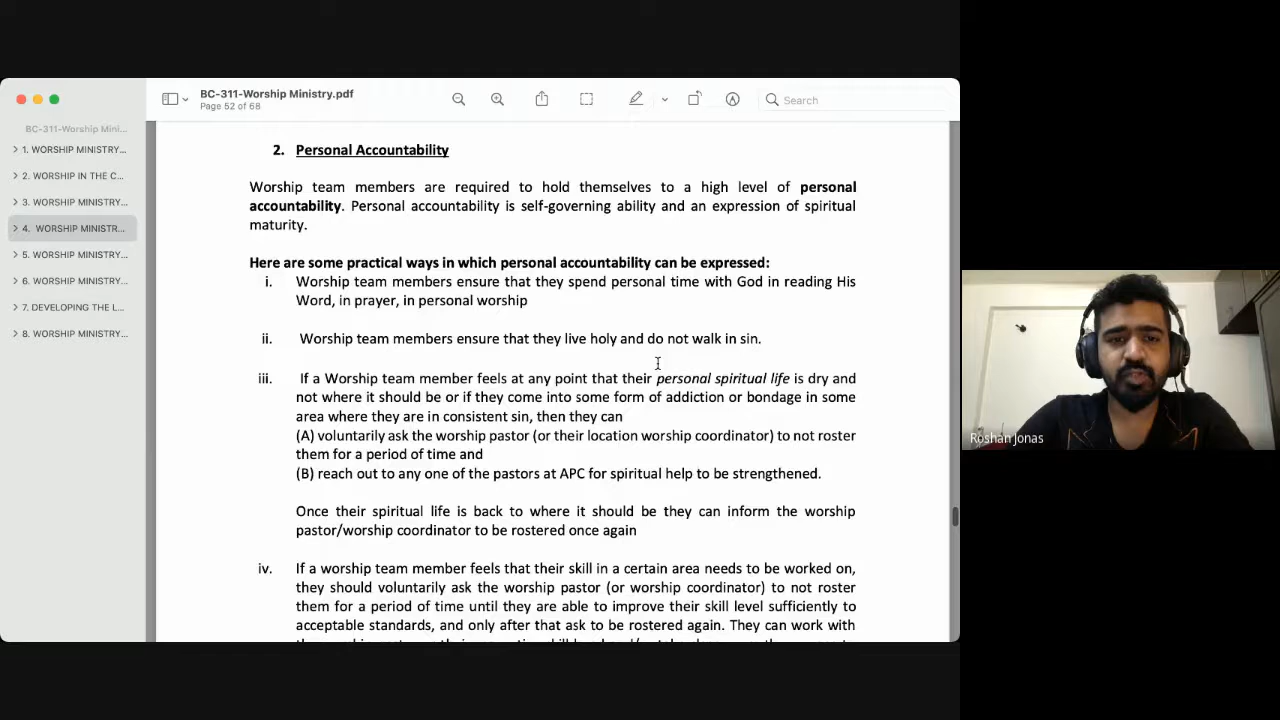 BC-311-Worship Ministry.pdf
Page 52 of 68
Search
BC-311-Worship Mini...
1. WORSHIP MINISTRY...
2. WORSHIP IN THE C...
3. WORSHIP MINISTRY...
4. WORSHIP MINISTR...
5. WORSHIP MINISTRY...
6. WORSHIP MINISTRY...
7. DEVELOPING THE L...
8. WORSHIP MINISTRY...
2. Personal Accountability
Worship team members are required to hold themselves to a high level of personal
accountability. Personal accountability is self-governing ability and an expression of spiritual
maturity.
Here are some practical ways in which personal accountability can be expressed:
i. Worship team members ensure that they spend personal time with God in reading His
Word, in prayer, in personal worship
ii. Worship team members ensure that they live holy and do not walk in sin.
iii. If a Worship team member feels at any point that their personal spiritual life is dry and
not where it should be or if they come into some form of addiction or bondage in some
area where they are in consistent sin, then they can
(A) voluntarily ask the worship pastor (or their location worship coordinator) to not roster
them for a period of time and
(B) reach out to any one of the pastors at APC for spiritual help to be strengthened.
Once their spiritual life is back to where it should be they can inform the worship
pastor/worship coordinator to be rostered once again
iv. If a worship team member feels that their skill in a certain area needs to be worked on,
they should voluntarily ask the worship pastor (or worship coordinator) to not roster
them for a period of time until they are able to improve their skill level sufficiently to
acceptable standards, and only after that ask to be rostered again. They can work with
Roshan Jonas